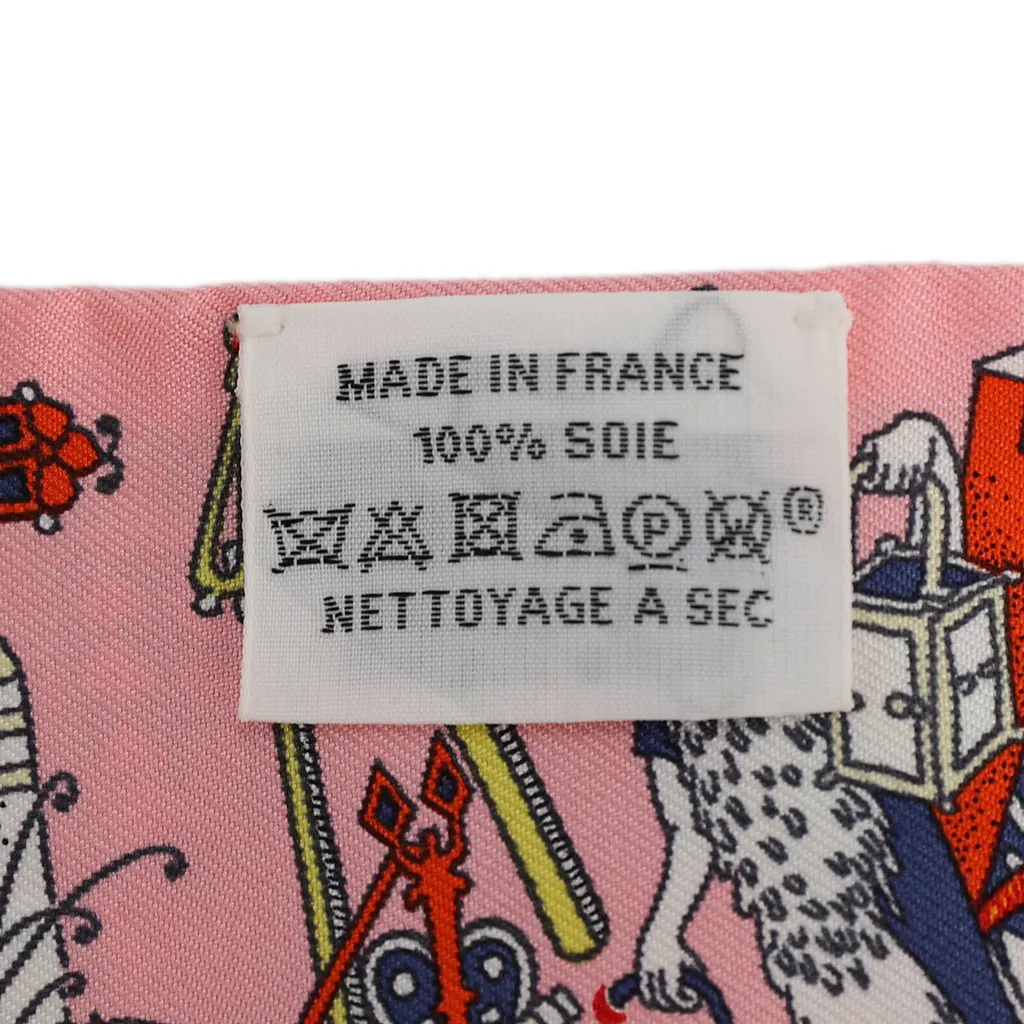 MADE IN FRANCE
100% SOIE
P W ®
NETTOYAGE A SEC